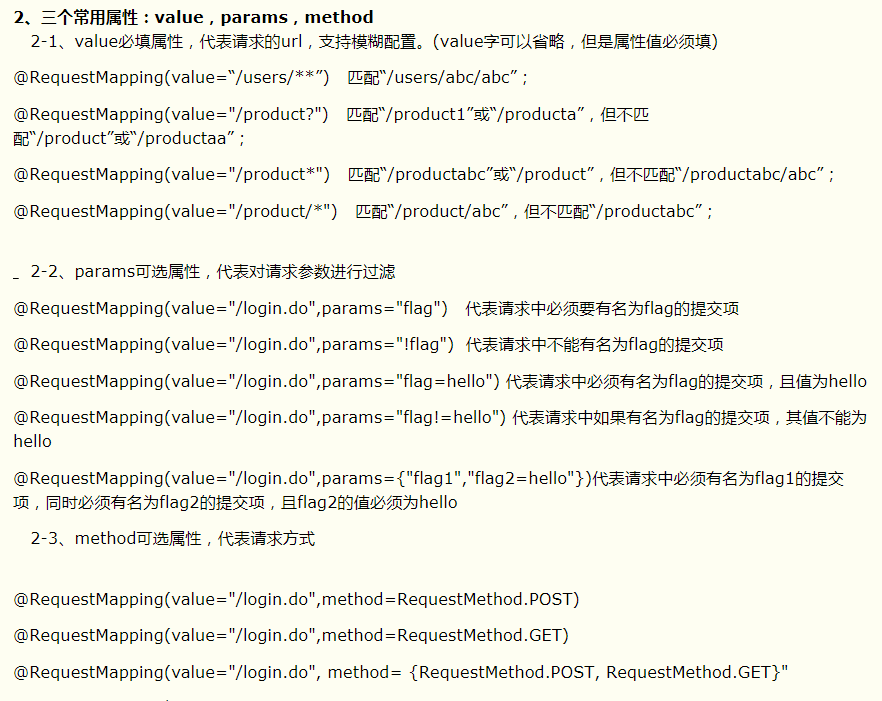 2、三个常用属性：value，params，method
2-1、value必填属性，代表请求的url，支持模糊配置。(value字可以省略，但是属性值必须填)
@RequestMapping(value=“/users/**”) 匹配“/users/abc/abc”；
@RequestMapping(value="/product?") 匹配“/product1”或“/producta”，但不匹
配“/product”或“/productaa”；
@RequestMapping(value="/product*") 匹配“/productabc”或“/product”，但不匹配“/productabc/abc”；
@RequestMapping(value="/product/*") 匹配“/product/abc”，但不匹配“/productabc”；
_ 2-2、params可选属性，代表对请求参数进行过滤
@RequestMapping(value="/login.do",params="flag") 代表请求中必须要有名为flag的提交项
@RequestMapping(value="/login.do",params="!flag") 代表请求中不能有名为flag的提交项
@RequestMapping(value="/login.do",params="flag=hello") 代表请求中必须有名为flag的提交项，且值为hello
@RequestMapping(value="/login.do",params="flag!=hello") 代表请求中如果有名为flag的提交项，其值不能为
hello
@RequestMapping(value="/login.do",params={"flag1","flag2=hello"})代表请求中必须有名为flag1的提交
项，同时必须有名为flag2的提交项，且flag2的值必须为hello
2-3、method可选属性，代表请求方式
@RequestMapping(value="/login.do",method=RequestMethod.POST)
@RequestMapping(value="/login.do",method=RequestMethod.GET)
@RequestMapping(value="/login.do", method= {RequestMethod.POST, RequestMethod.GET}"